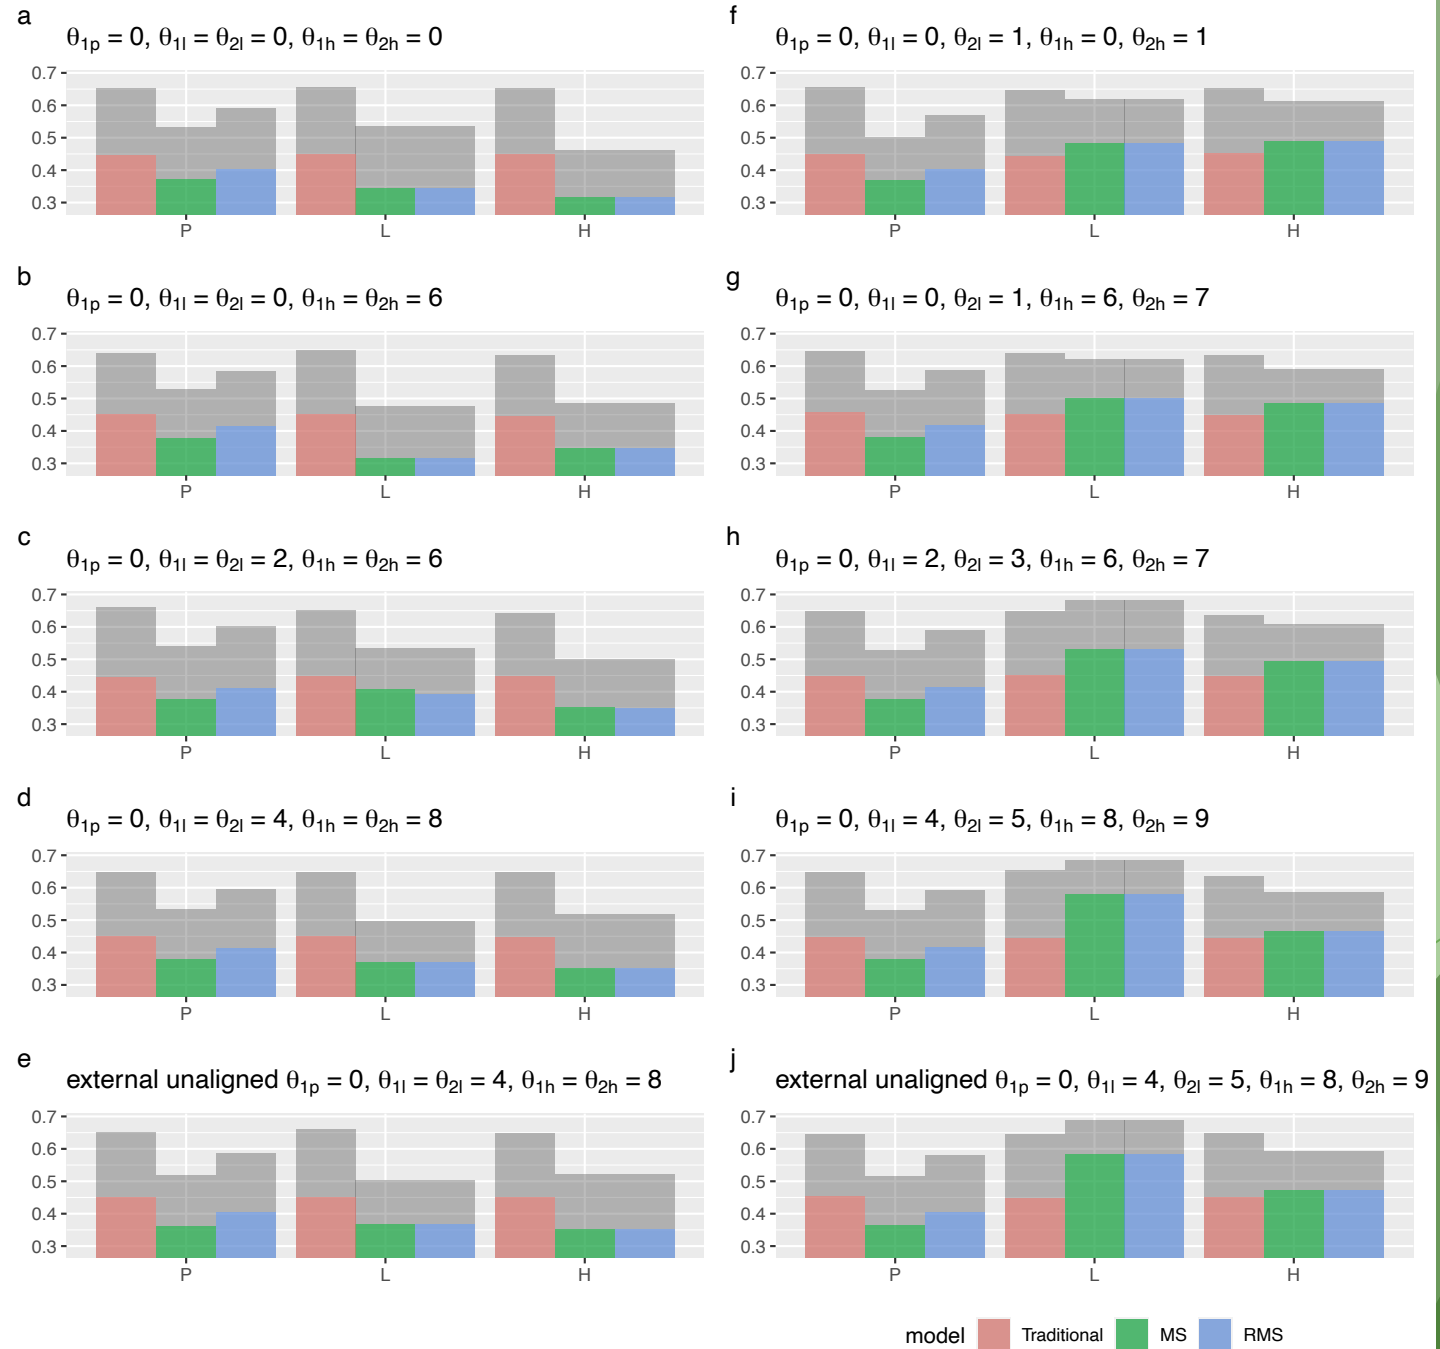 a
θ1p = 0, θ1l = θ2l = 0, θ1h = θ2h = 0
0.7
0.6
0.5
0.4
0.3
P L H
b
θ1p = 0, θ1l = θ2l = 0, θ1h = θ2h = 6
0.7
0.6
0.5
0.4
0.3
P L H
c
θ1p = 0, θ1l = θ2l = 2, θ1h = θ2h = 6
0.7
0.6
0.5
0.4
0.3
P L H
d
θ1p = 0, θ1l = θ2l = 4, θ1h = θ2h = 8
0.7
0.6
0.5
0.4
0.3
P L H
e
external unaligned θ1p = 0, θ1l = θ2l = 4, θ1h = θ2h = 8
0.7
0.6
0.5
0.4
0.3
P L H
f
θ1p = 0, θ1l = 0, θ2l = 1, θ1h = 0, θ2h = 1
0.7
0.6
0.5
0.4
0.3
P L H
g
θ1p = 0, θ1l = 0, θ2l = 1, θ1h = 6, θ2h = 7
0.7
0.6
0.5
0.4
0.3
P L H
h
θ1p = 0, θ1l = 2, θ2l = 3, θ1h = 6, θ2h = 7
0.7
0.6
0.5
0.4
0.3
P L H
i
θ1p = 0, θ1l = 4, θ2l = 5, θ1h = 8, θ2h = 9
0.7
0.6
0.5
0.4
0.3
P L H
j
external unaligned θ1p = 0, θ1l = 4, θ2l = 5, θ1h = 8, θ2h = 9
0.7
0.6
0.5
0.4
0.3
P L H
model Traditional MS RMS